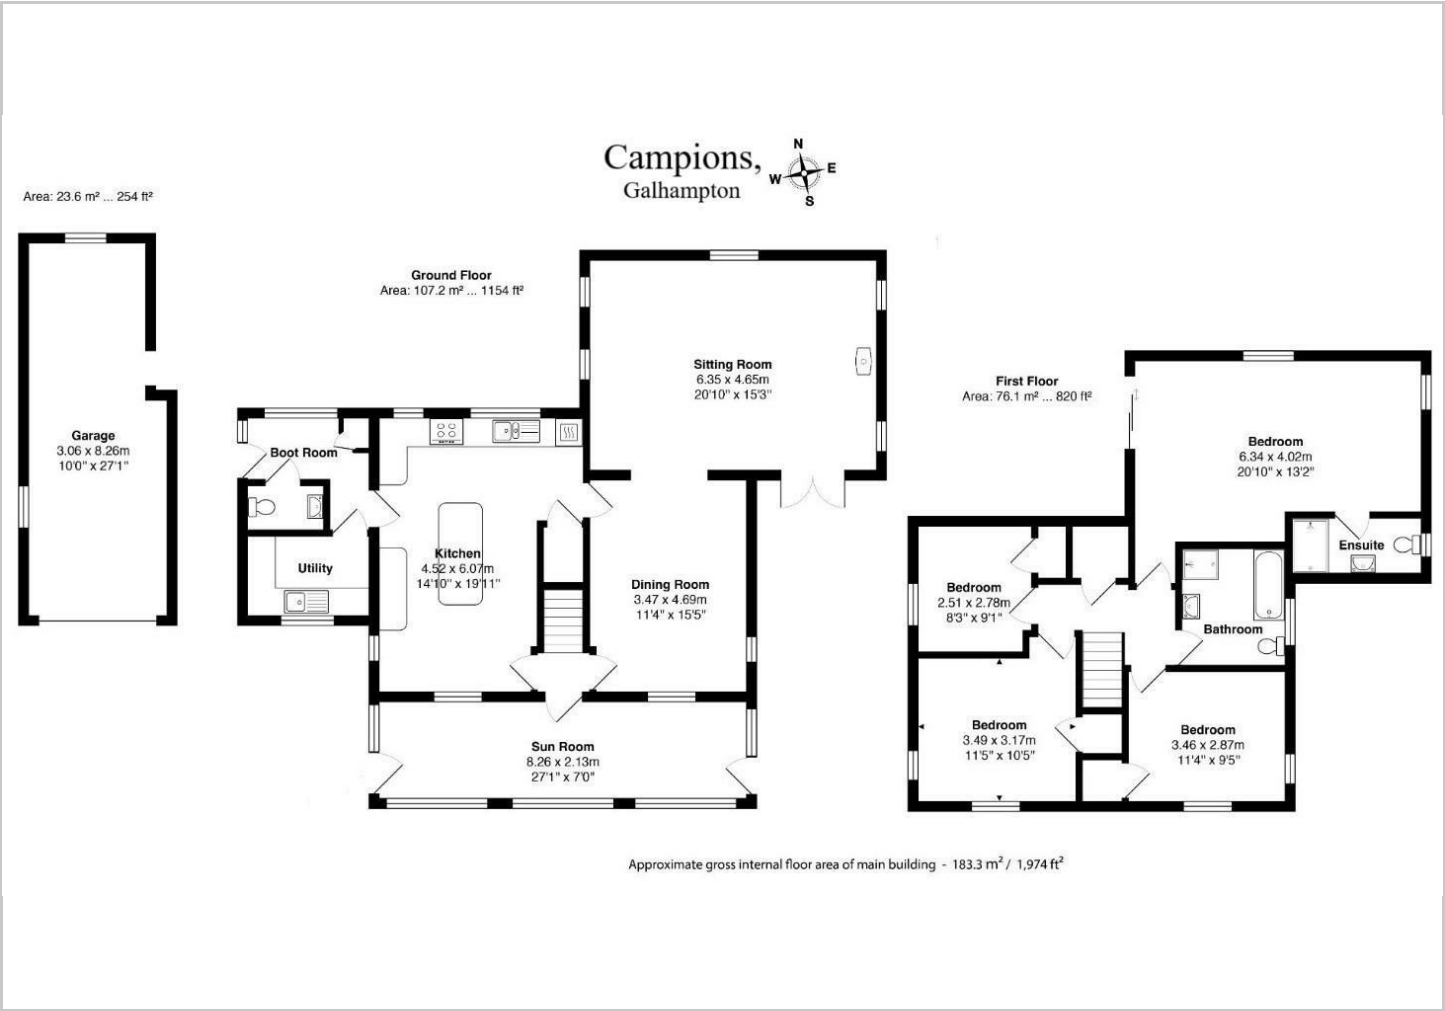 Campions,
Galhampton
N
E
S
W
Area: 23.6 m² ... 254 ft²
Garage
3.06 x 8.26m
10'0" x 27'1"
Ground Floor
Area: 107.2 m² ... 1154 ft²
Sitting Room
6.35 x 4.65m
20'10" x 15'3"
Boot Room
Utility
Kitchen
4.52 x 6.07m
14'10" x 19'11"
Dining Room
3.47 x 4.69m
11'4" x 15'5"
Sun Room
8.26 x 2.13m
27'1" x 7'0"
First Floor
Area: 76.1 m² ... 820 ft²
Bedroom
6.34 x 4.02m
20'10" x 13'2"
Ensuite
Bedroom
2.51 x 2.78m
8'3" x 9'1"
Bathroom
Bedroom
3.49 x 3.17m
11'5" x 10'5"
Bedroom
3.46 x 2.87m
11'4" x 9'5"
Approximate gross internal floor area of main building - 183.3 m² / 1,974 ft²